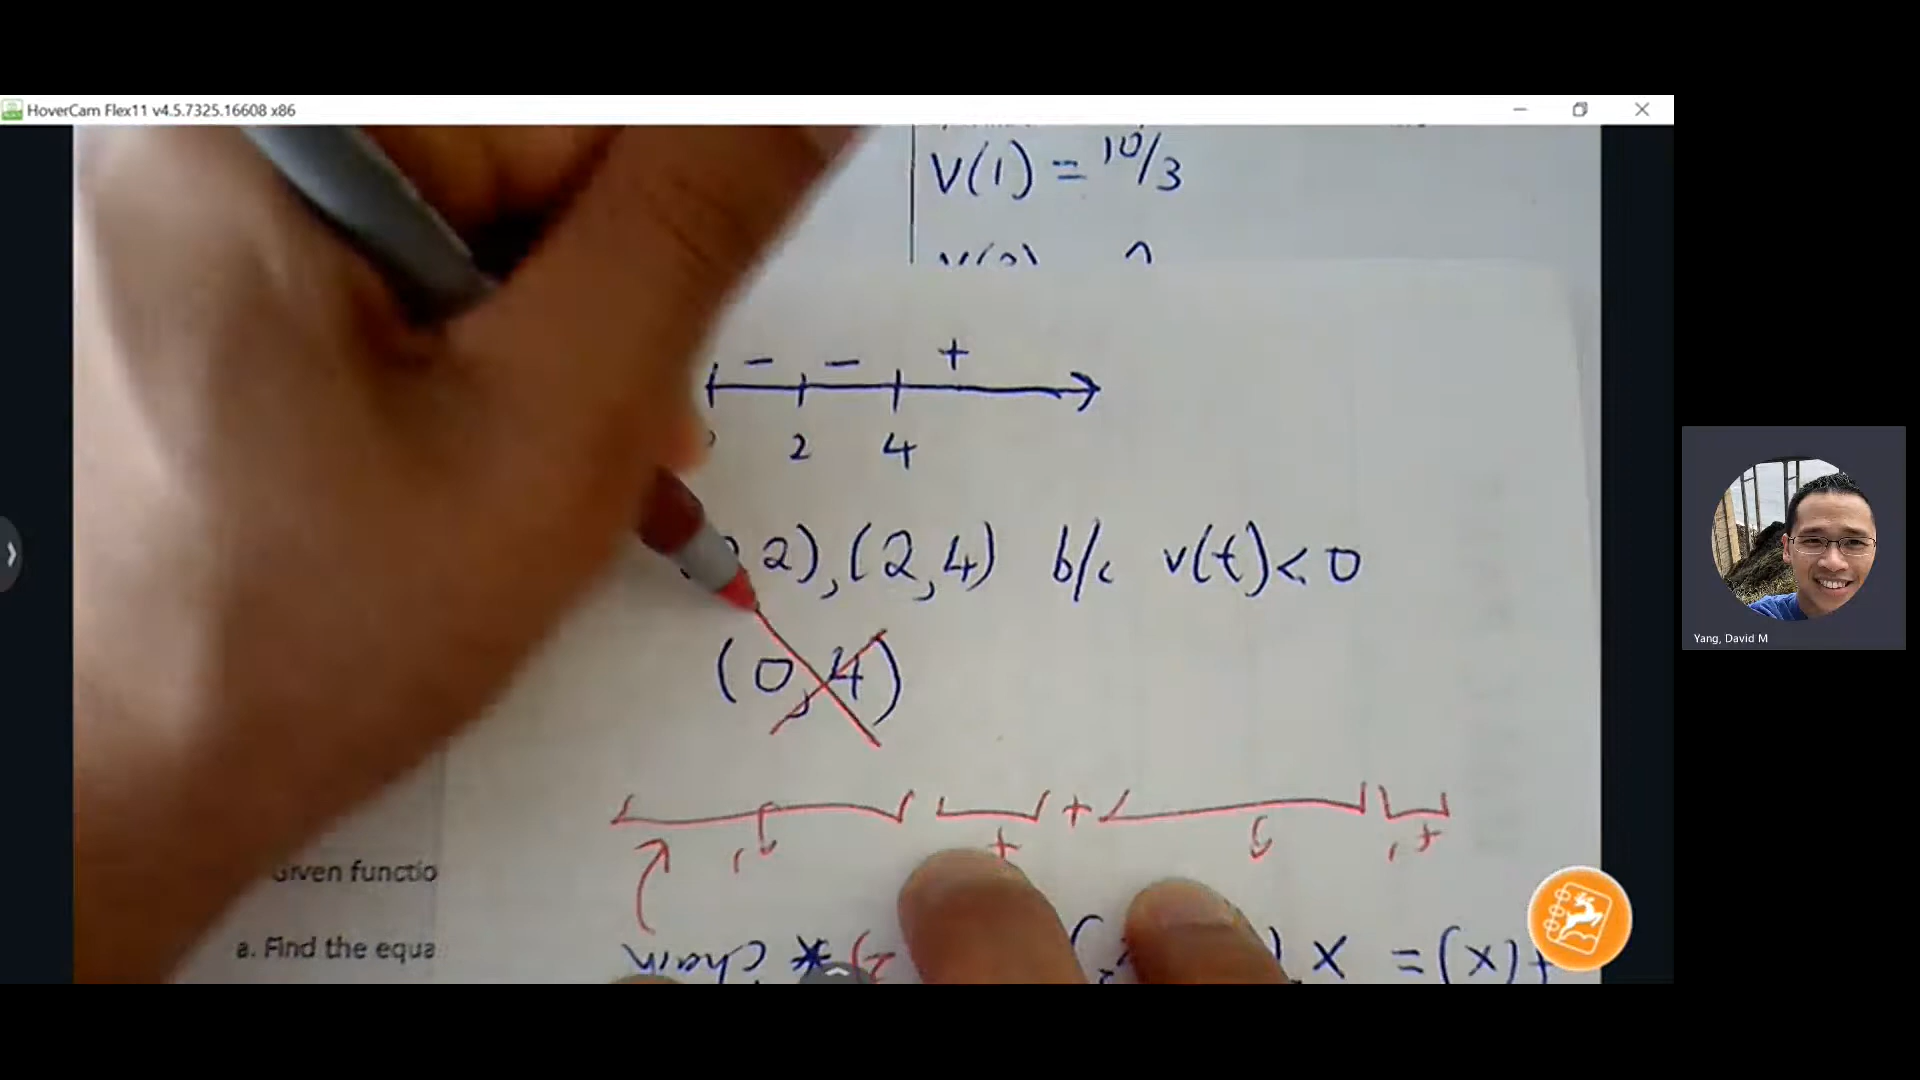 HoverCam Flex11 v4.5.7325.16608 x86
V(1) = 10/3
- - +
2 4
2), (2,4) b/c v(t)<0
(0,4)
+
+ +
Given functio
a. Find the equa
chain *
f(x) = x
Yang, David M